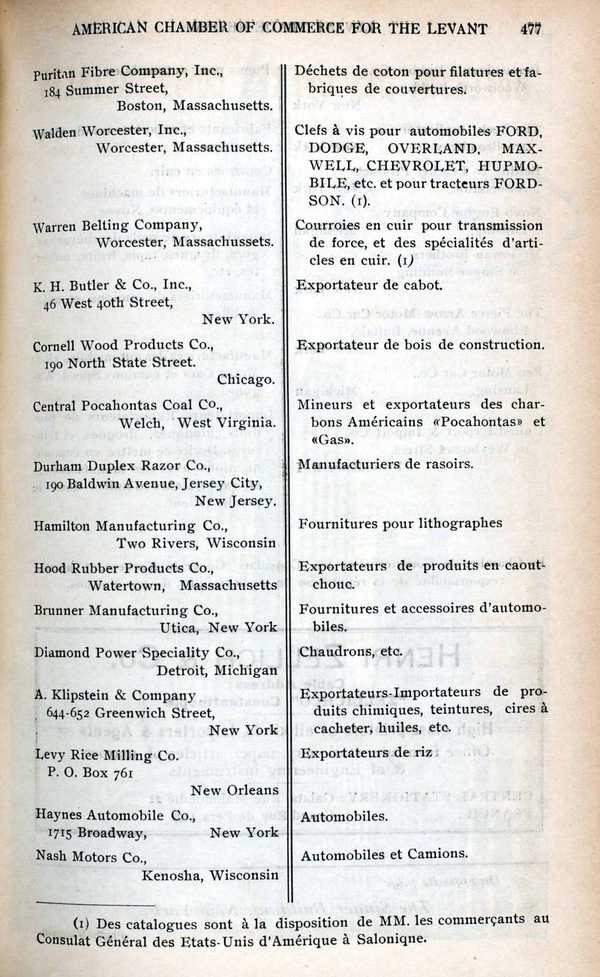 AMERICAN CHAMBER OF COMMERCE FOR THE LEVANT 477
Puritan Fibre Company, Inc.,
184 Summer Street,
Boston, Massachusetts.
Déchets de coton pour filatures et fa-
briques de couvertures.
Walden Worcester, Inc.,
Worcester, Massachusetts.
Clefs à vis pour automobiles FORD,
DODGE, OVERLAND, MAX-
WELL, CHEVROLET, HUPMO-
BILE, etc. et pour tracteurs FORD-
SON. (1).
Warren Belting Company,
Worcester, Massachussets.
Courroies en cuir pour transmission
de force, et des spécialités d'arti-
cles en cuir. (1)
K. H. Butler & Co., Inc.,
46 West 40th Street,
New York.
Exportateur de cabot.
Cornell Wood Products Co.,
190 North State Street.
Chicago.
Exportateur de bois de construction.
Central Pocahontas Coal Co.,
Welch, West Virginia.
Mineurs et exportateurs des char-
bons Américains «Pocahontas» et
«Gas».
Durham Duplex Razor Co.,
190 Baldwin Avenue, Jersey City,
New Jersey.
Manufacturiers de rasoirs.
Hamilton Manufacturing Co.,
Two Rivers, Wisconsin
Fournitures pour lithographes
Hood Rubber Products Co.,
Watertown, Massachusetts
Exportateurs de produits en caout-
chouc.
Brunner Manufacturing Co.,
Utica, New York
Fournitures et accessoires d'automo-
biles.
Diamond Power Speciality Co.,
Detroit, Michigan
Chaudrons, etc.
A. Klipstein & Company
644-652 Greenwich Street,
New York
Exportateurs-Importateurs de pro-
duits chimiques, teintures, cires à
cacheter, huiles, etc.
Levy Rice Milling Co.
P. O. Box 761
New Orleans
Exportateurs de riz
Haynes Automobile Co.,
1715 Broadway, New York
Automobiles.
Nash Motors Co.,
Kenosha, Wisconsin
Automobiles et Camions.
(1) Des catalogues sont à la disposition de MM. les commerçants au
Consulat Général des Etats-Unis d'Amérique à Saloniqne.